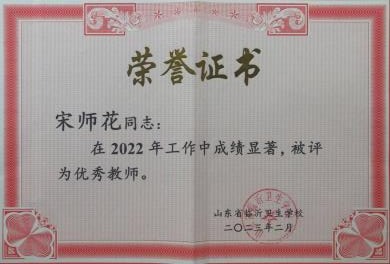 荣誉证书
宋师花同志：
在2022年工作中成绩显著，被评
为优秀教师。
山东省临沂卫生学校
二〇二三年二月